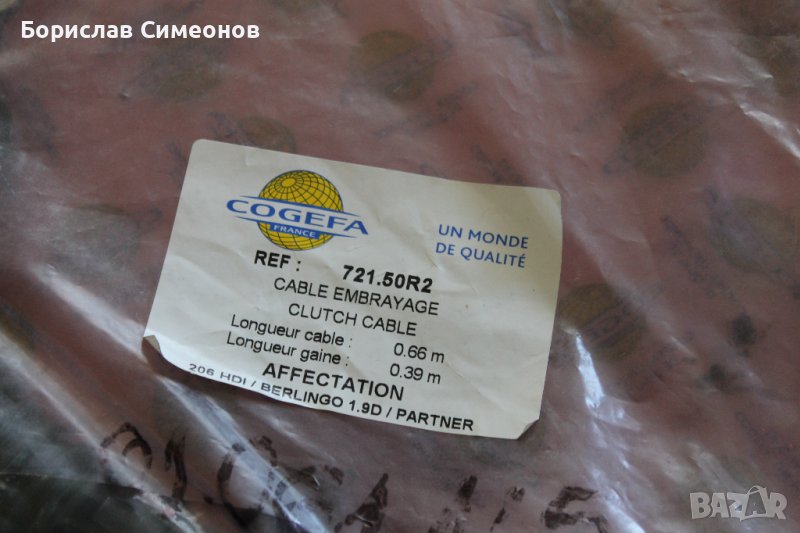 Борислав Симеонов
COGEFA
FRANCE
UN MONDE
DE QUALITÉ
REF : 721.50R2
CABLE EMBRAYAGE
CLUTCH CABLE
Longueur cable : 0.66 m
Longueur gaine : 0.39 m
AFFECTATION
206 HDI / BERLINGO 1.9D / PARTNER
BAZAR